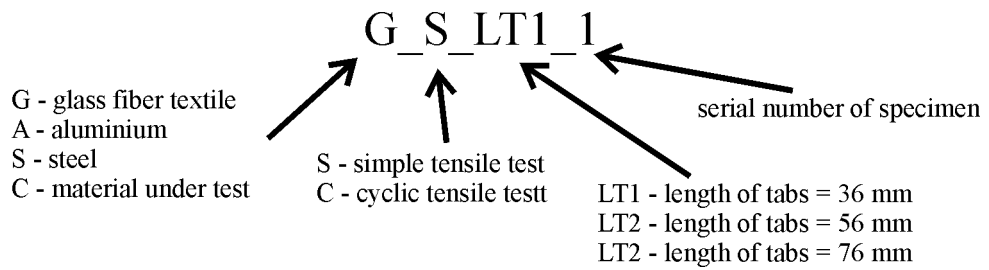 G_S_LT1_1
G - glass fiber textile
A - aluminium
S - steel
C - material under test
S - simple tensile test
C - cyclic tensile testt
serial number of specimen
LT1 - length of tabs = 36 mm
LT2 - length of tabs = 56 mm
LT2 - length of tabs = 76 mm